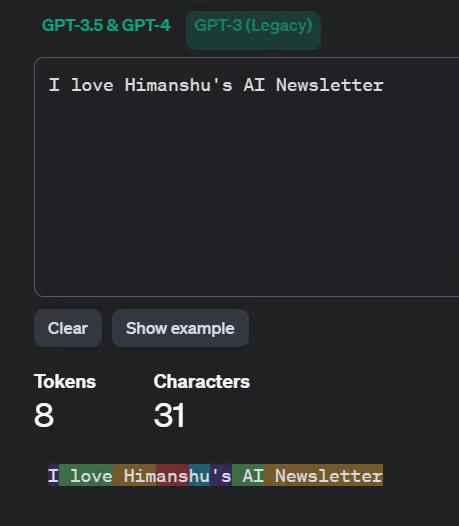 GPT-3.5 & GPT-4 GPT-3 (Legacy)
I love Himanshu's AI Newsletter
Clear Show example
Tokens Characters
8 31
I love Himanshu's AI Newsletter